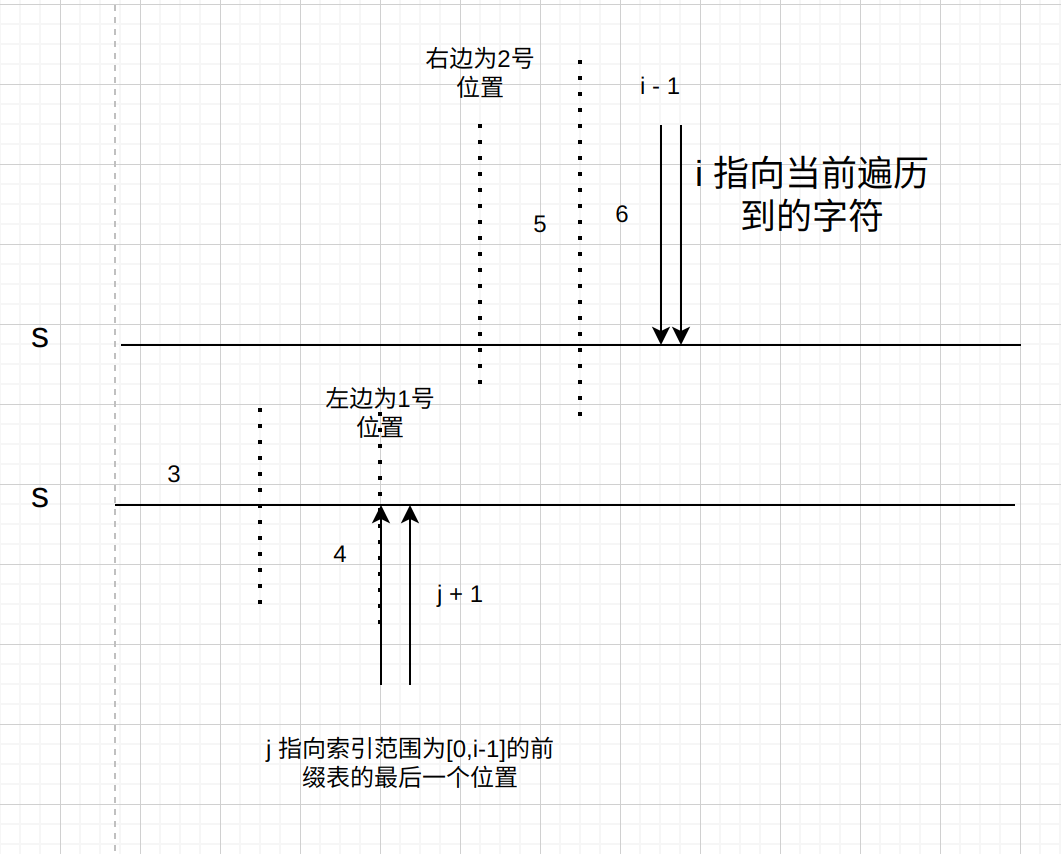 右边为2号
位置
i - 1
i 指向当前遍历
到的字符
5
6
s
左边为1号
位置
3
s
4
j + 1
j 指向索引范围为[0,i-1]的前
缀表的最后一个位置